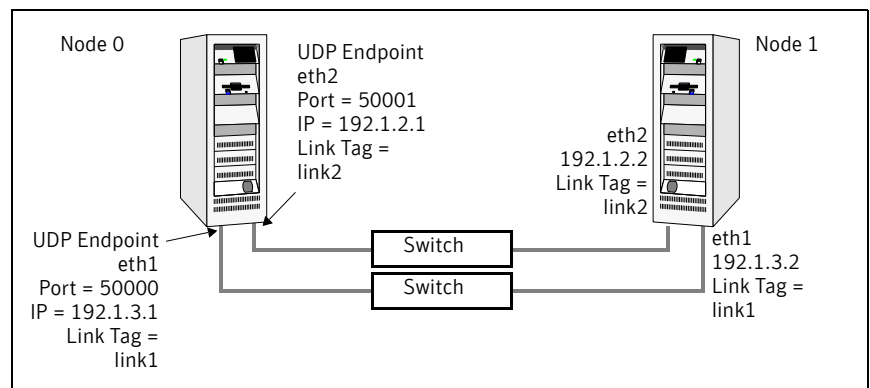 Node 0
UDP Endpoint
eth2
Port = 50001
IP = 192.1.2.1
Link Tag =
link2
Node 1
eth2
192.1.2.2
Link Tag =
link2
UDP Endpoint
eth1
Port = 50000
IP = 192.1.3.1
Link Tag =
link1
Switch
Switch
eth1
192.1.3.2
Link Tag =
link1